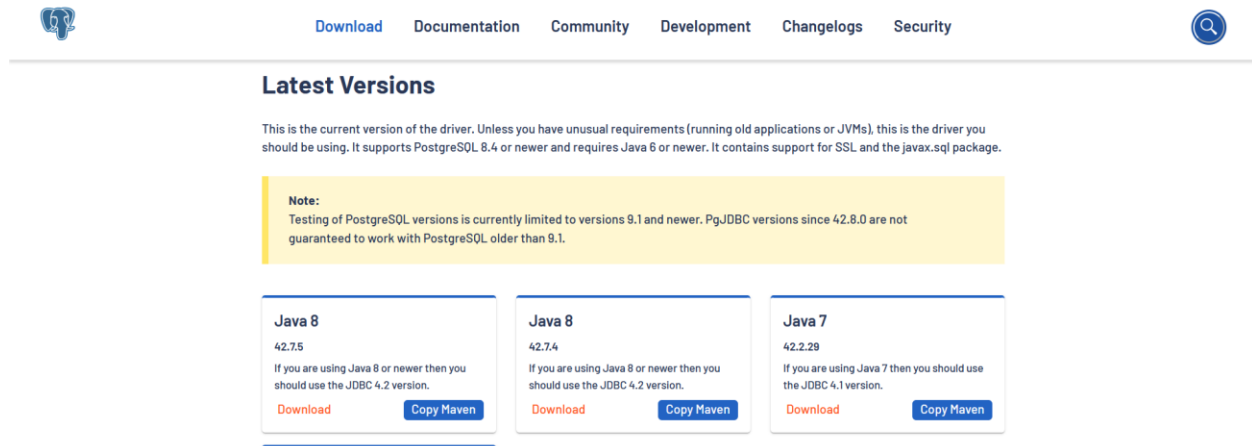 Download Documentation Community Development Changelogs Security
Latest Versions
This is the current version of the driver. Unless you have unusual requirements (running old applications or JVMs), this is the driver you
should be using. It supports PostgreSQL 8.4 or newer and requires Java 6 or newer. It contains support for SSL and the javax.sql package.
Note:
Testing of PostgreSQL versions is currently limited to versions 9.1 and newer. PgJDBC versions since 42.8.0 are not
guaranteed to work with PostgreSQL older than 9.1.
Java 8
42.7.5
If you are using Java 8 or newer then you
should use the JDBC 4.2 version.
Download Copy Maven
Java 8
42.7.4
If you are using Java 8 or newer then you
should use the JDBC 4.2 version.
Download Copy Maven
Java 7
42.2.29
If you are using Java 7 then you should use
the JDBC 4.1 version.
Download Copy Maven